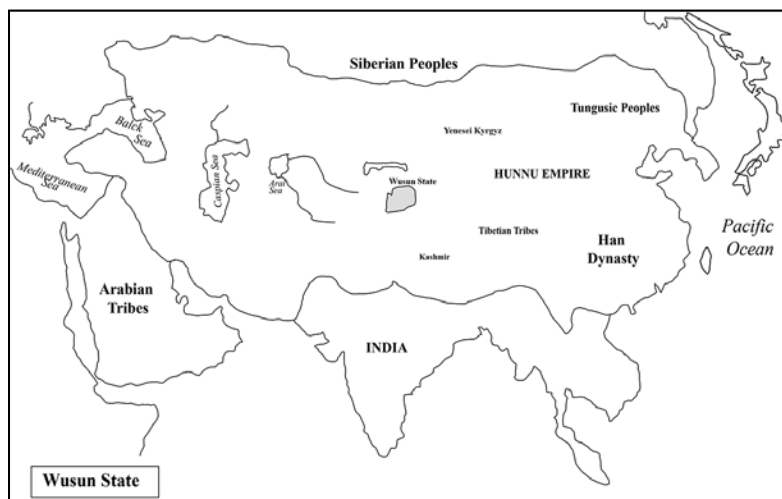 Siberian Peoples
Tungusic Peoples
Balck
Sea
Yenesei Kyrgyz
Mediterranean
Sea
Caspian Sea
Aral
Sea
Wusun State
HUNNU EMPIRE
Pacific
Ocean
Tibetian Tribes
Han
Dynasty
Kashmir
Arabian
Tribes
INDIA
Wusun State